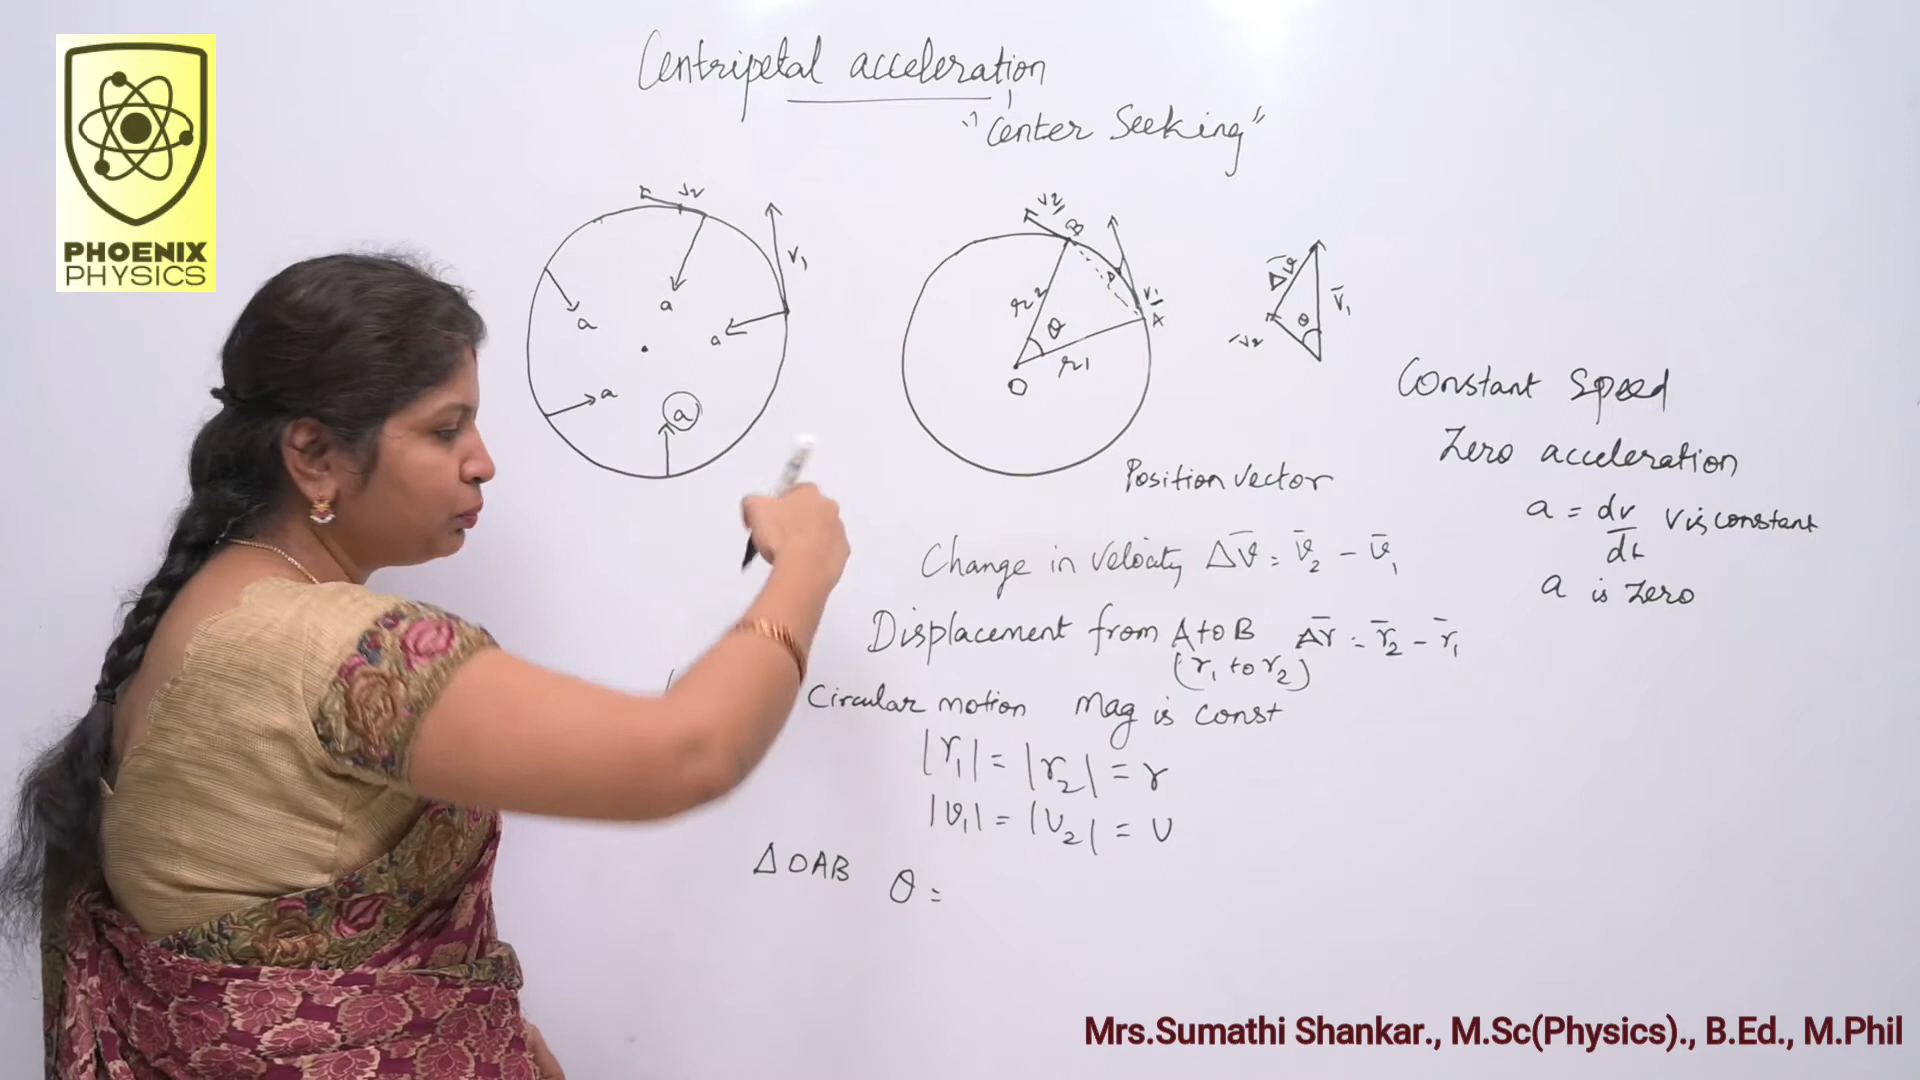 PHOENIX
PHYSICS
Centripetal acceleration
"Center Seeking"
v2
v1
a
a
a
a
a
a
v2
B
v1
A
r2
θ
r1
O
Δv̄
v̄1
θ
v̄2
Constant speed
Zero acceleration
a = dv/dt v is constant
a is zero
Position vector
Change in velocity Δv̄ = v̄2 - v̄1
Displacement from A to B Δr̄ = r̄2 - r̄1
(r1 to r2)
Circular motion Mag is const
|r1| = |r2| = r
|v1| = |v2| = v
Δ OAB θ =
Mrs.Sumathi Shankar., M.Sc(Physics)., B.Ed., M.Phil